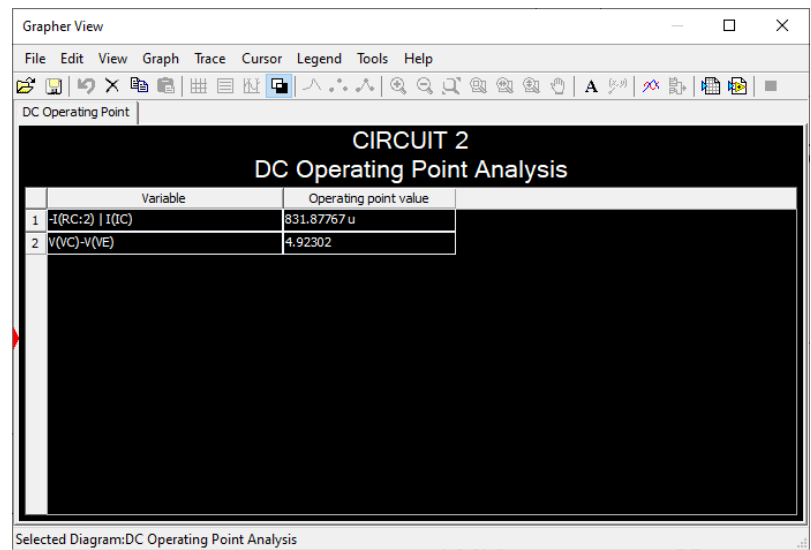 Grapher View
File Edit View Graph Trace Cursor Legend Tools Help
A (x,y)
DC Operating Point
CIRCUIT 2
DC Operating Point Analysis
Variable Operating point value
1 -I(RC:2) | I(IC) 831.87767 u
2 V(VC)-V(VE) 4.92302
Selected Diagram:DC Operating Point Analysis